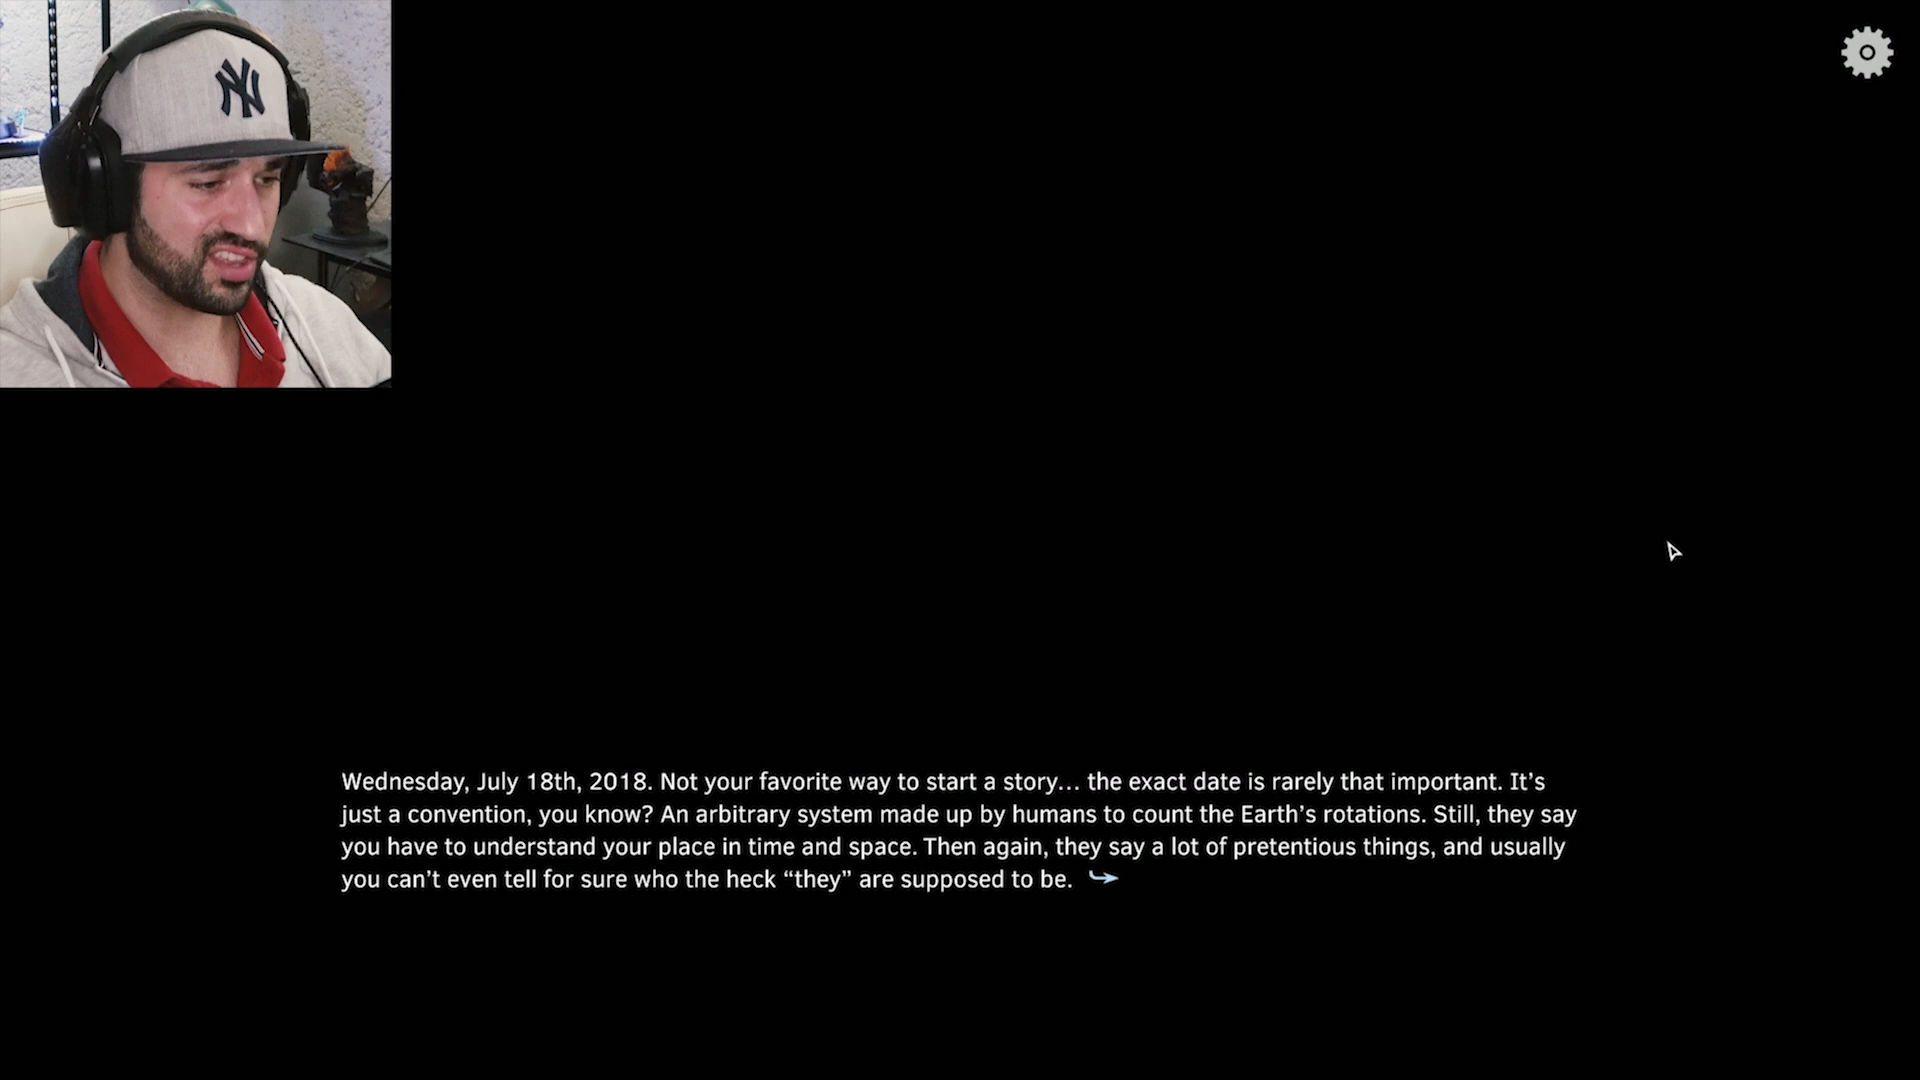 NY
Wednesday, July 18th, 2018. Not your favorite way to start a story… the exact date is rarely that important. It’s
just a convention, you know? An arbitrary system made up by humans to count the Earth’s rotations. Still, they say
you have to understand your place in time and space. Then again, they say a lot of pretentious things, and usually
you can’t even tell for sure who the heck “they” are supposed to be.